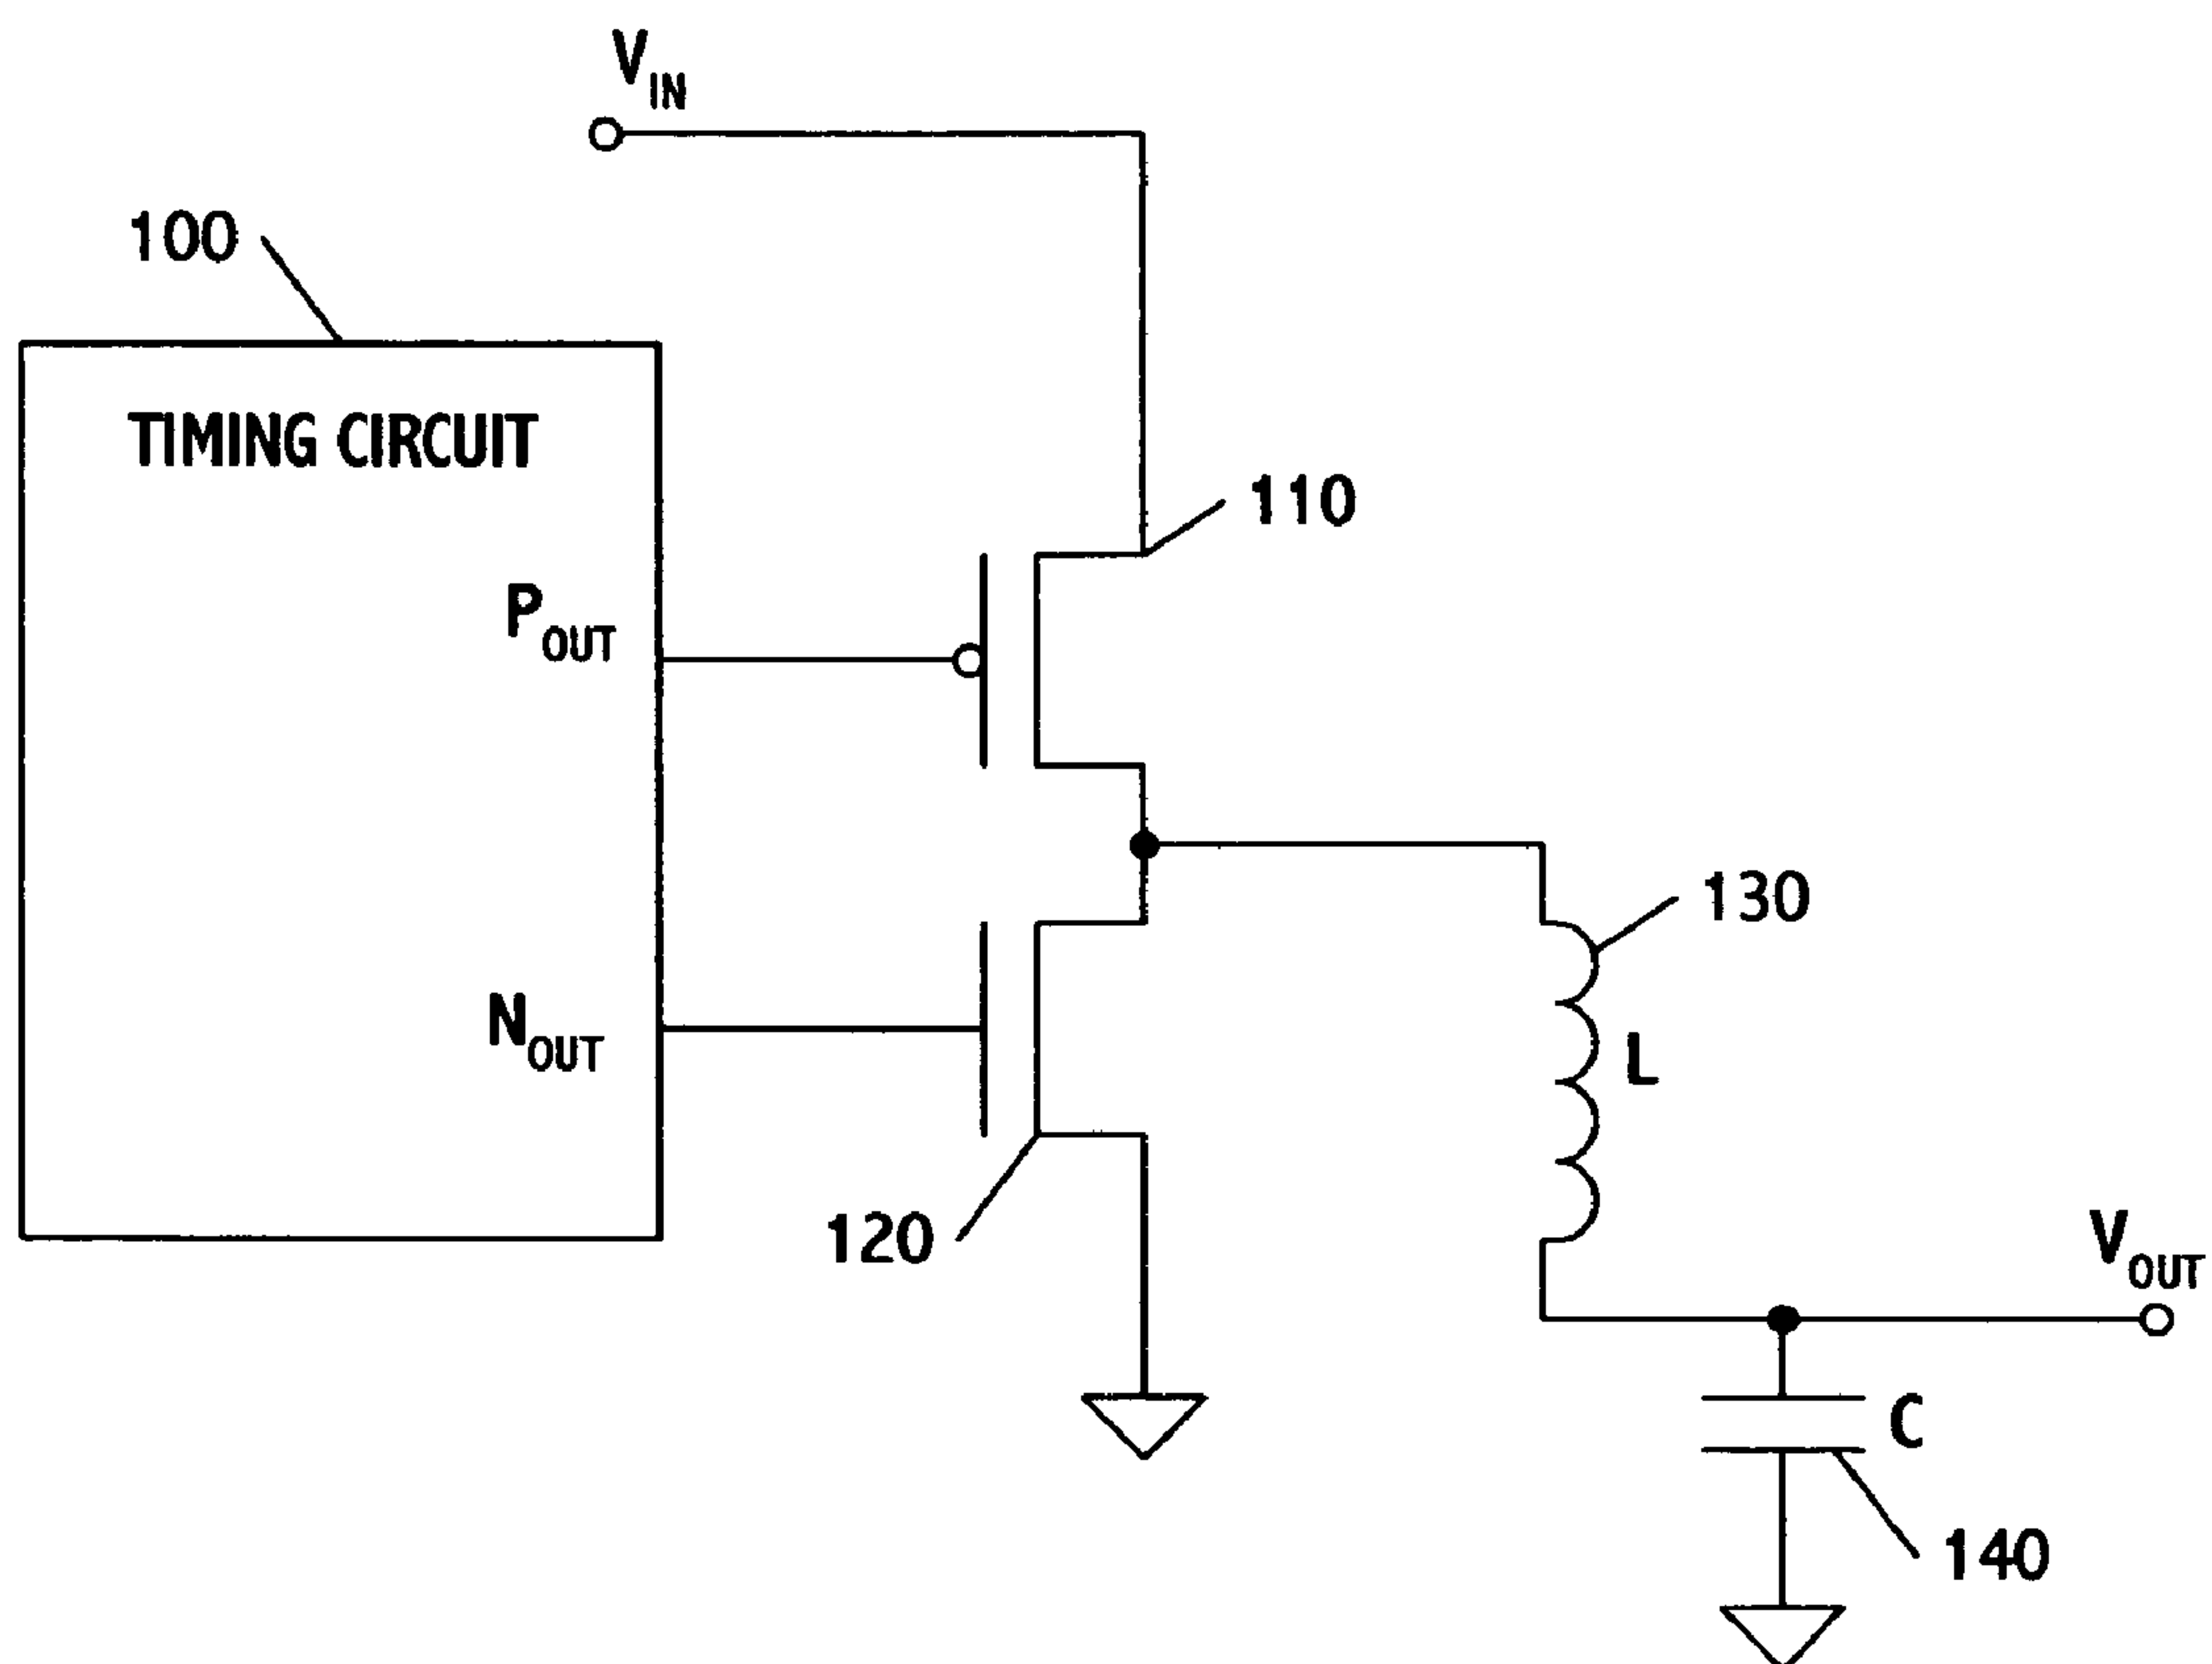 V_IN
100
TIMING CIRCUIT
110
P_OUT
130
N_OUT
L
120
V_OUT
C
140